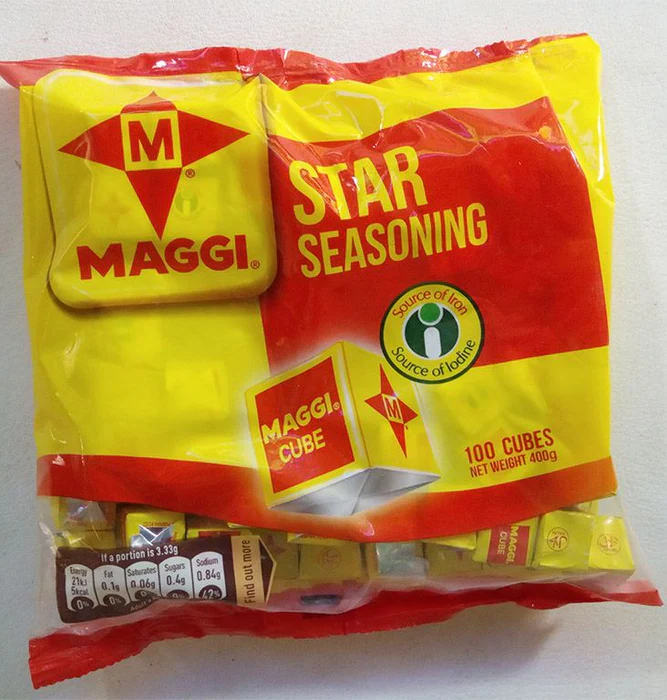 M
®
MAGGI®
STAR
SEASONING
Source of Iron
Source of Iodine
MAGGI®
CUBE
M
100 CUBES
NET WEIGHT 400g
If a portion is 3.33g
Energy Fat Saturates Sugars Sodium
21kJ 0.1g 0.06g 0.4g 0.84g
5kcal
0% 0% 0% 42%
Find out more
MAGGI
CUBE